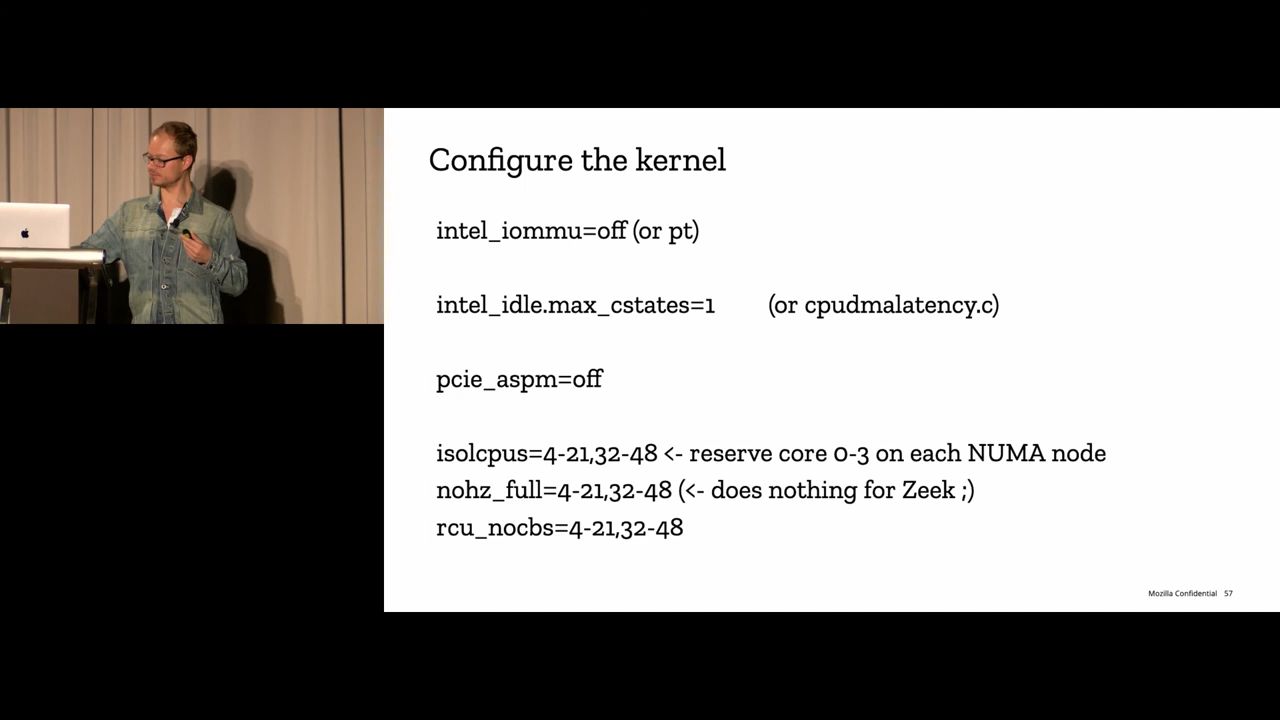 Configure the kernel
intel_iommu=off (or pt)
intel_idle.max_cstates=1 (or cpudmalatency.c)
pcie_aspm=off
isolcpus=4-21,32-48 <- reserve core 0-3 on each NUMA node
nohz_full=4-21,32-48 (<- does nothing for Zeek ;)
rcu_nocbs=4-21,32-48
Mozilla Confidential 57